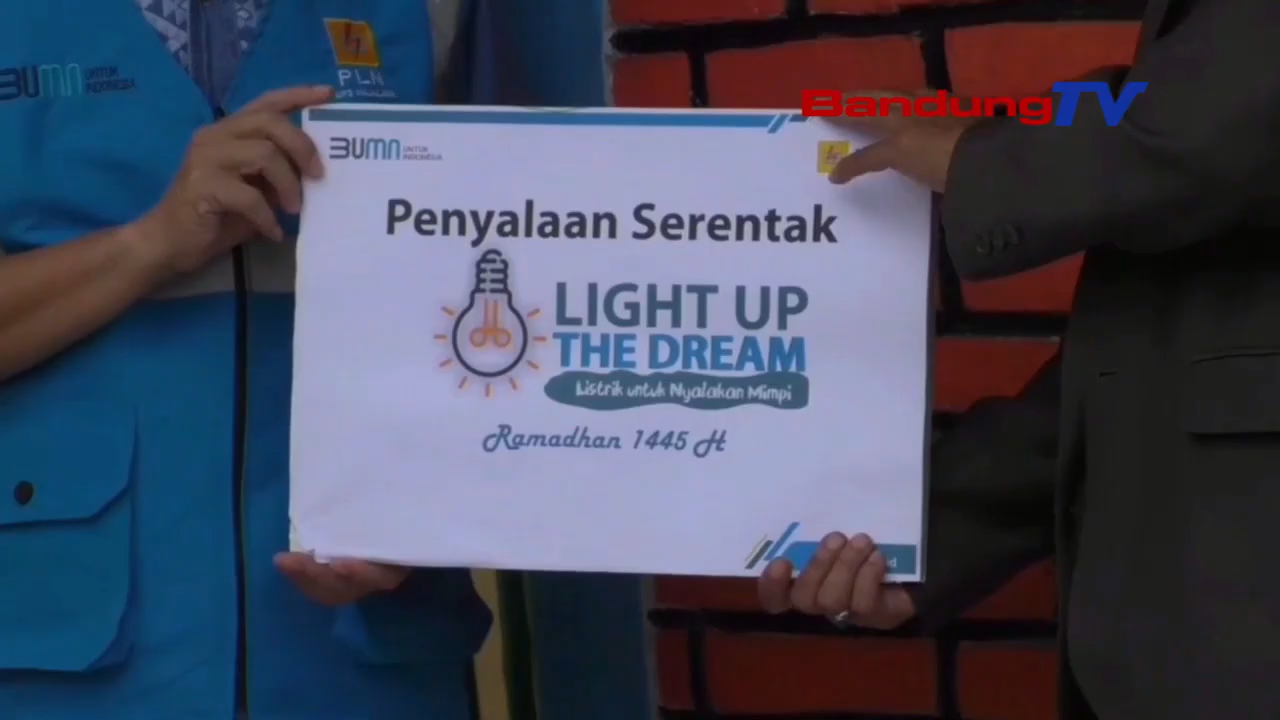 BUMN UNTUK INDONESIA
PLN
BandungTV
BUMN UNTUK INDONESIA
Penyalaan Serentak
LIGHT UP
THE DREAM
Listrik untuk Nyalakan Mimpi
Ramadhan 1445 H